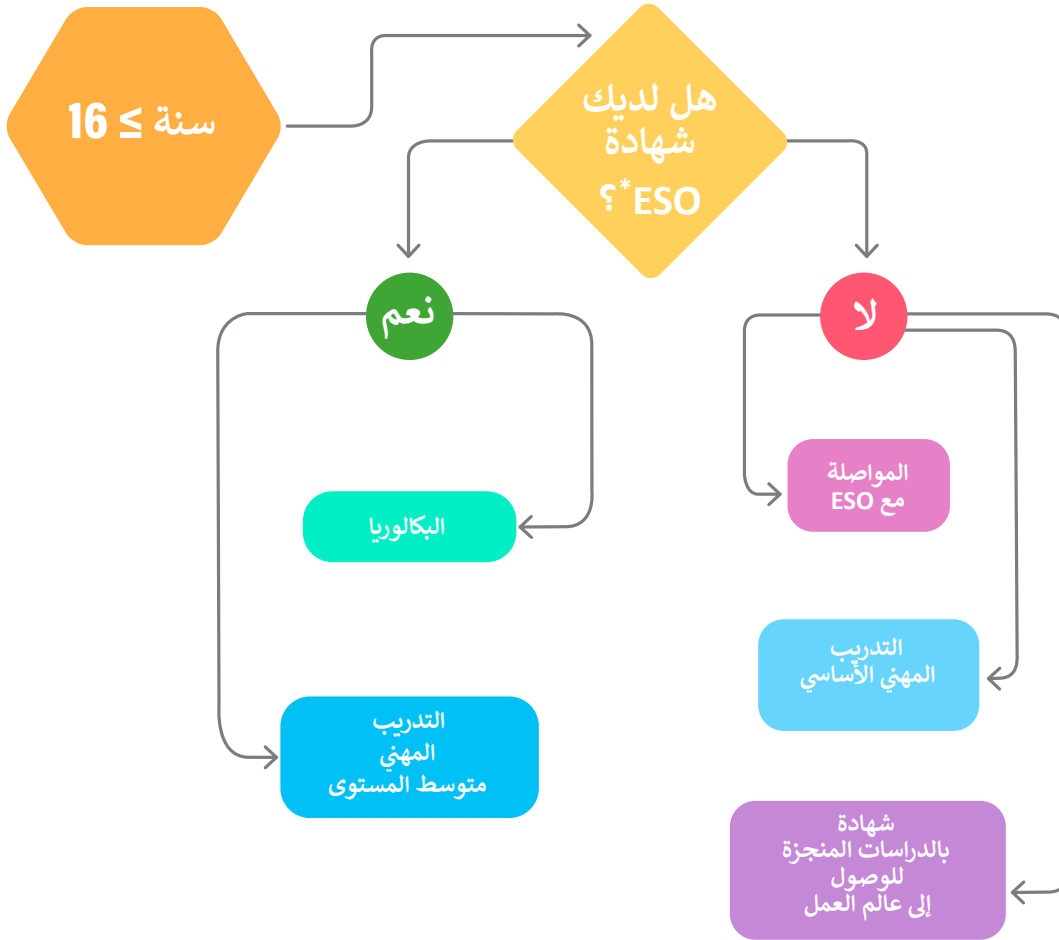 سنة ≥ 16
هل لديك
شهادة
ESO*؟
نعم
لا
المواصلة
مع ESO
البكالوريا
التدريب
المهني الأساسي
التدريب
المهني
متوسط المستوى
شهادة
بالدراسات المنجزة
للوصول
إلى عالم العمل